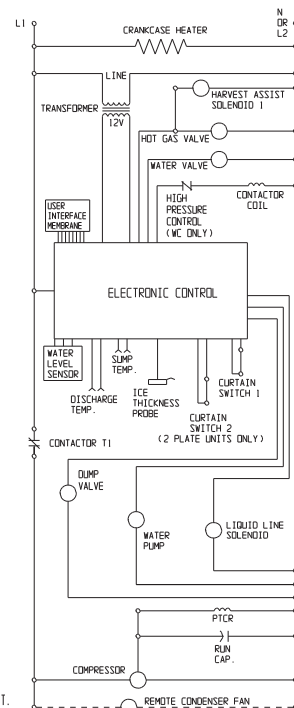 N
L1 OR
L2
CRANKCASE HEATER
LINE
HARVEST ASSIST
SOLENOID 1
TRANSFORMER
12V
HOT GAS VALVE
WATER VALVE
HIGH
PRESSURE
CONTROL
(WC ONLY)
CONTACTOR
COIL
USER
INTERFACE
MEMBRANE
ELECTRONIC CONTROL
WATER
LEVEL
SENSOR
SUMP
TEMP.
DISCHARGE
TEMP.
ICE
THICKNESS
PROBE
CURTAIN
SWITCH 1
CURTAIN
SWITCH 2
(2 PLATE UNITS ONLY)
CONTACTOR T1
DUMP
VALVE
WATER
PUMP
LIQUID LINE
SOLENOID
PTCR
RUN
CAP.
COMPRESSOR
T.
REMOTE CONDENSER FAN